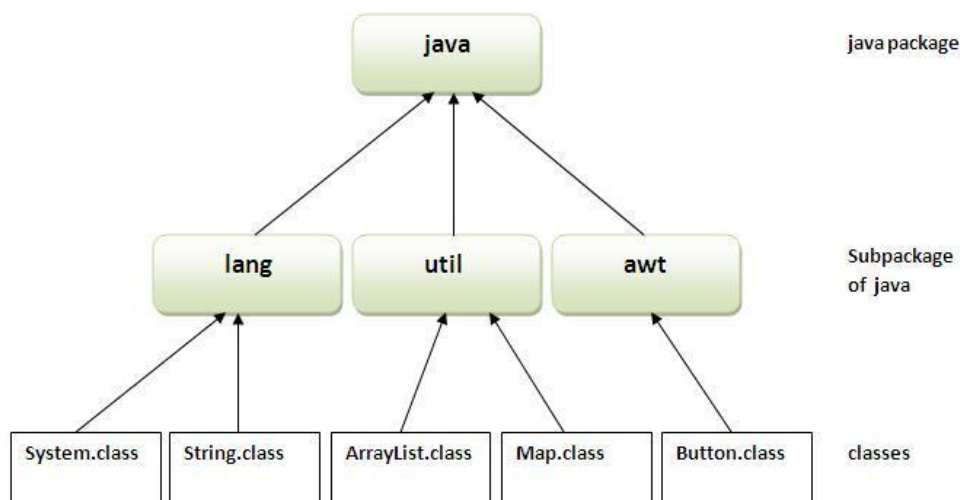 java
java package
lang
util
awt
Subpackage
of java
System.class
String.class
ArrayList.class
Map.class
Button.class
classes